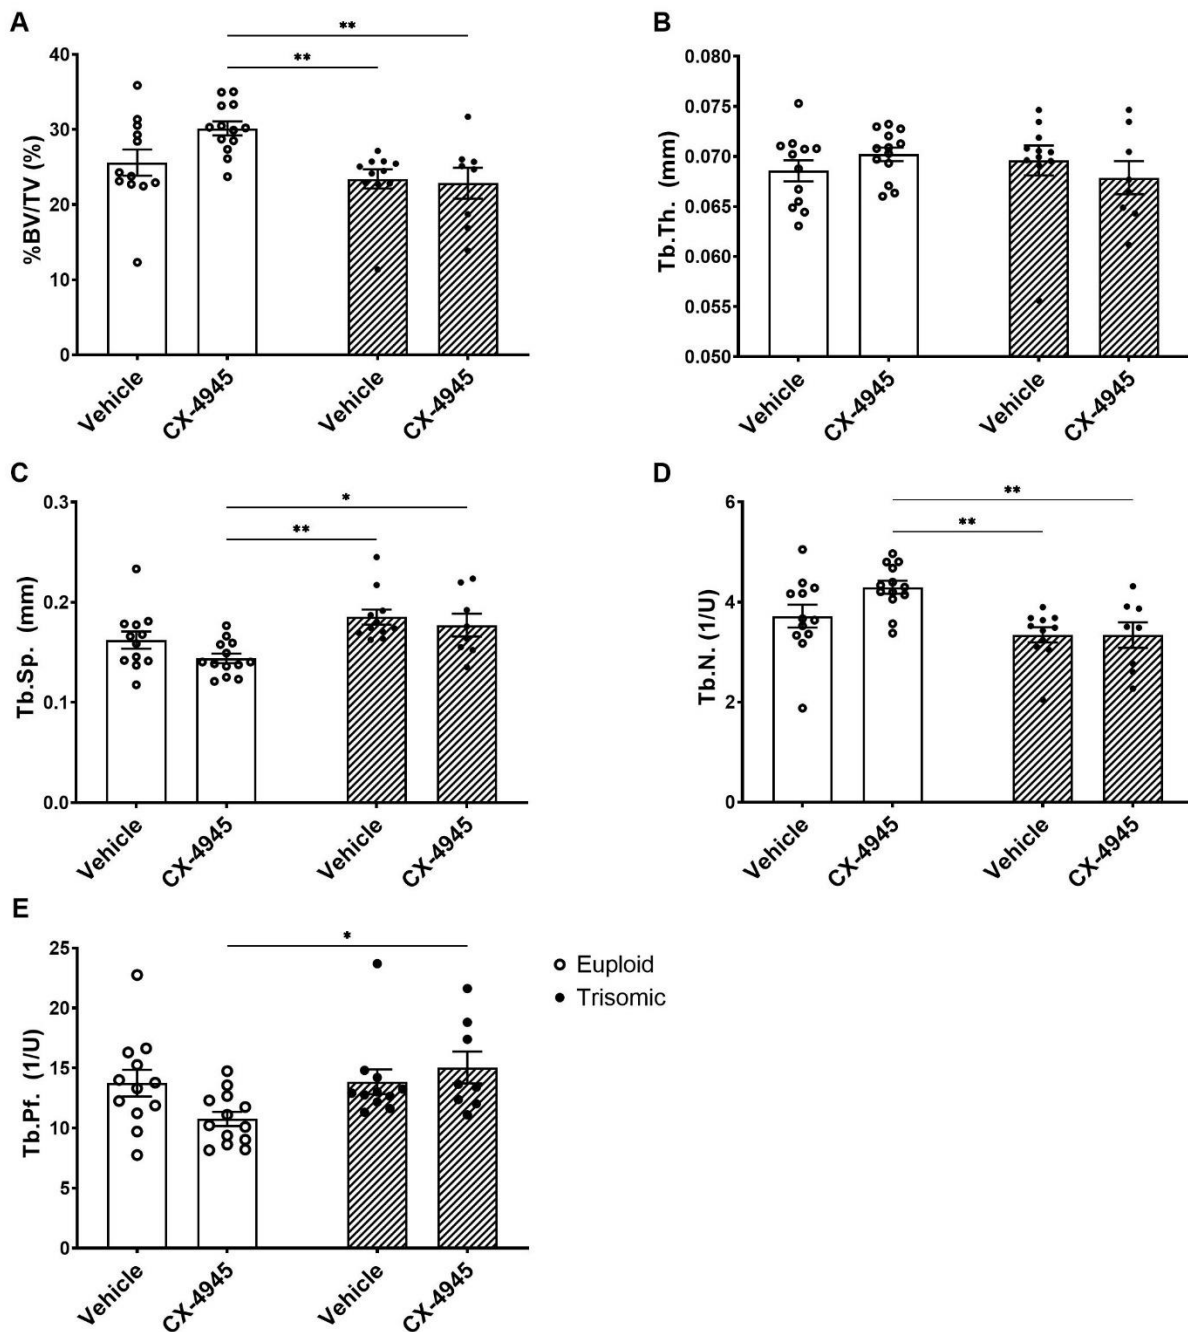 A
**
**
40
30
20
10
0
%BV/TV (%)
Vehicle
CX-4945
Vehicle
CX-4945
B
0.080
0.075
0.070
0.065
0.060
0.055
0.050
Tb.Th. (mm)
Vehicle
CX-4945
Vehicle
CX-4945
C
*
**
0.3
0.2
0.1
0.0
Tb.Sp. (mm)
Vehicle
CX-4945
Vehicle
CX-4945
D
**
**
6
4
2
0
Tb.N. (1/U)
Vehicle
CX-4945
Vehicle
CX-4945
E
*
25
20
15
10
5
0
Tb.Pf. (1/U)
Vehicle
CX-4945
Vehicle
CX-4945
Euploid
Trisomic